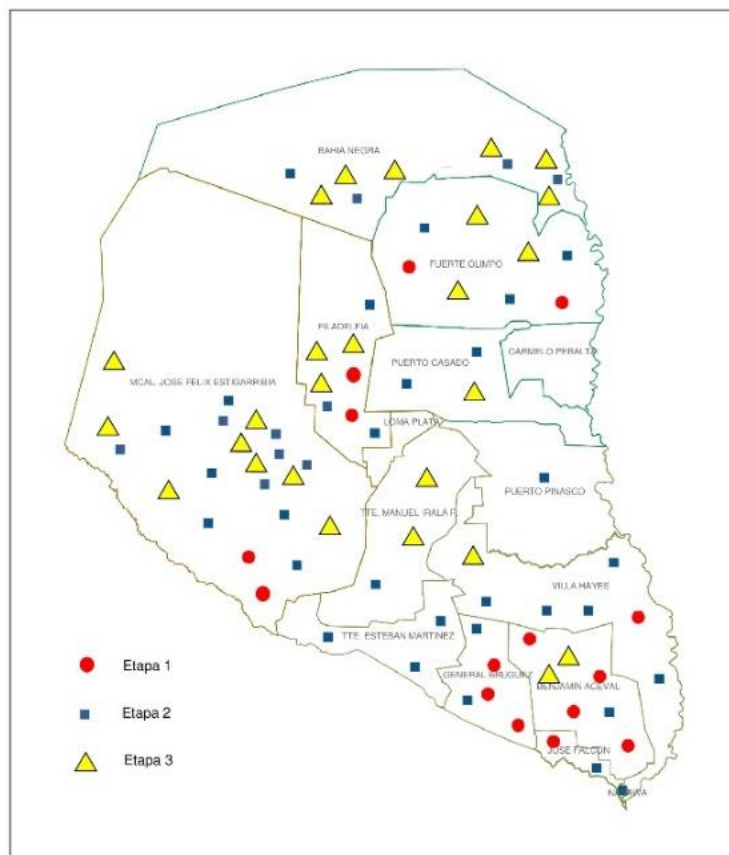 BAHIA NEGRA
FUERTE OLIMPO
FILADELFIA
PUERTO CASADO
CARMELO PERALTA
MCAL. JOSE FELIX ESTIGARRIBIA
LOMA PLATA
PUERTO PINASCO
TTE. MANUEL IRALA F.
VILLA HAYES
TTE. ESTEBAN MARTINEZ
GENERAL BRUGUEZ
BENJAMIN ACEVAL
JOSE FALCON
Etapa 1
Etapa 2
Etapa 3